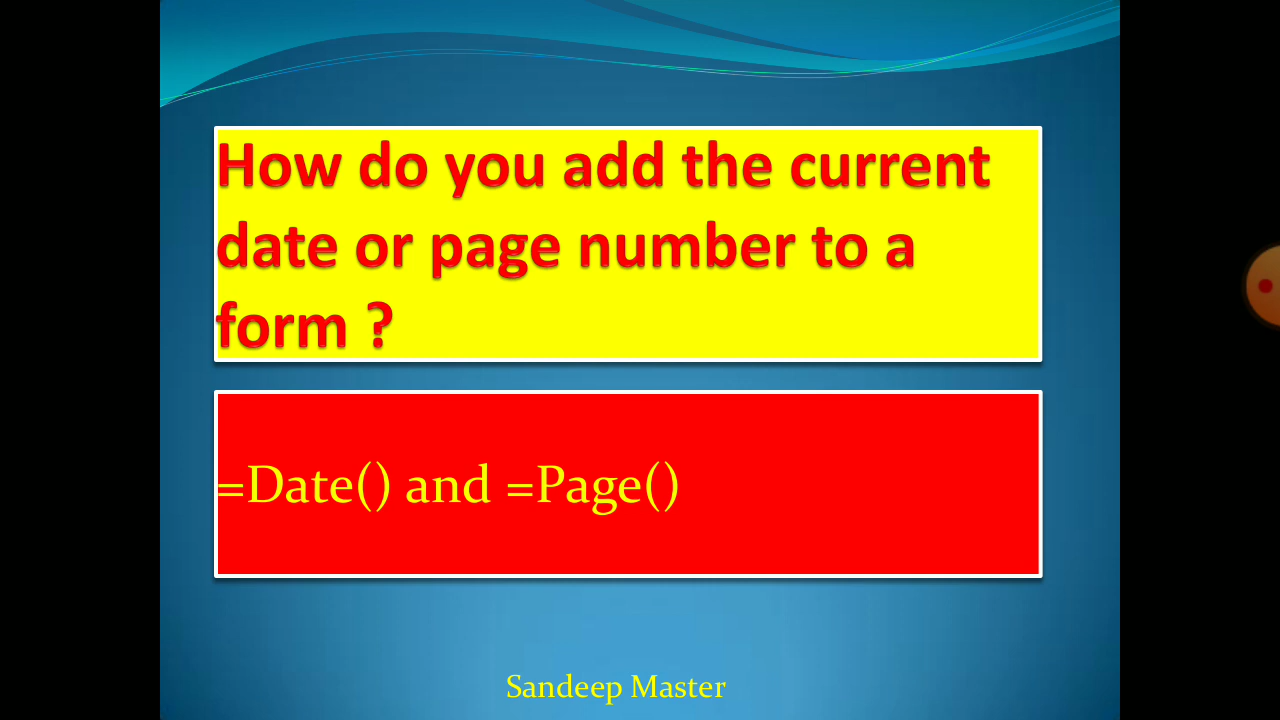 How do you add the current
date or page number to a
form ?
=Date() and =Page()
Sandeep Master